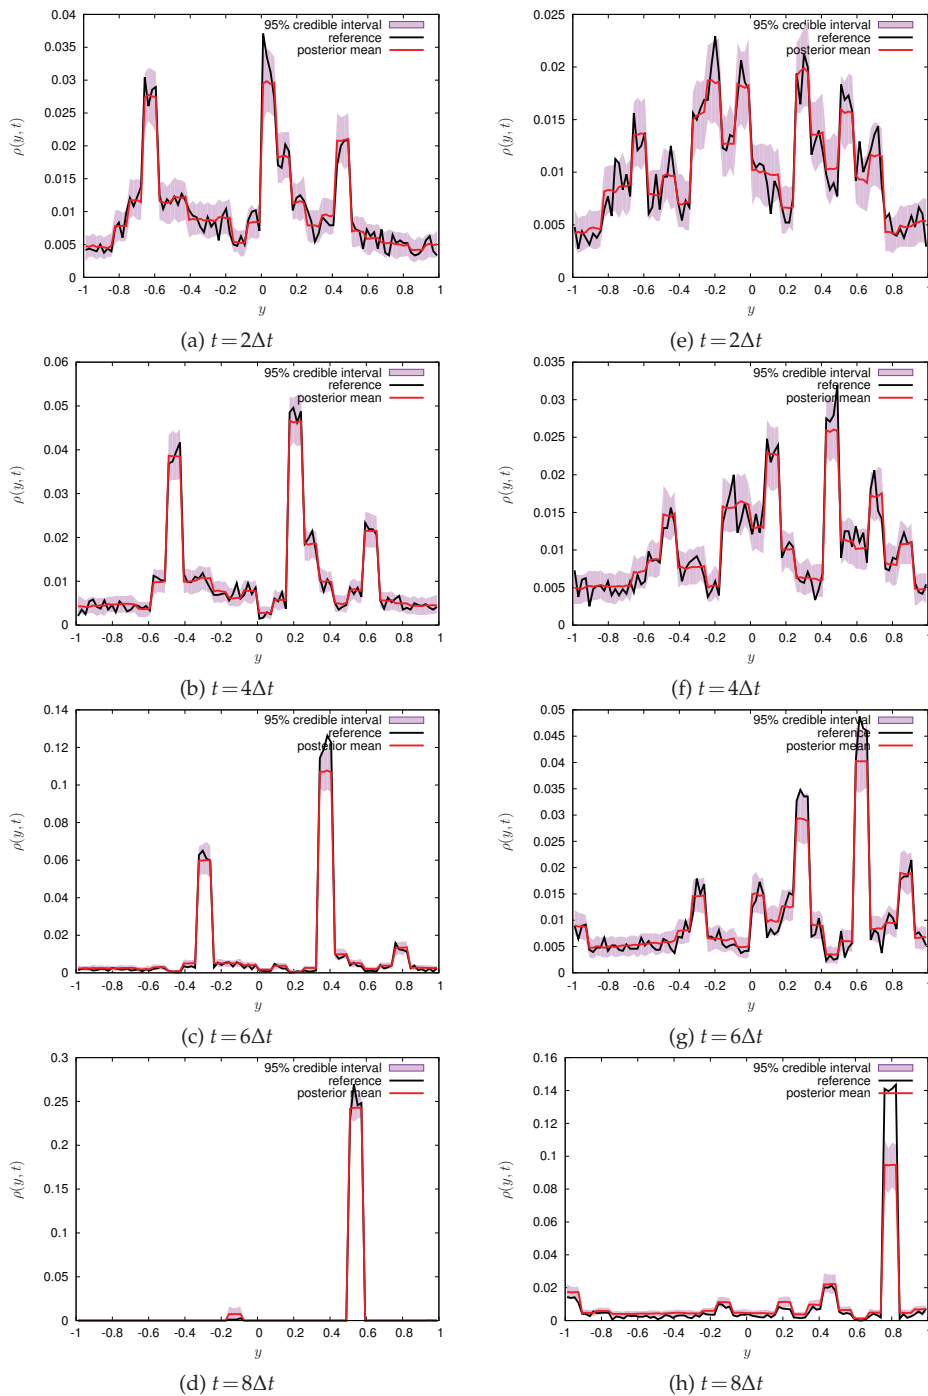 0.04
0.035
0.03
0.025
0.02
0.015
0.01
0.005
0
ρ(y, t)
95% credible interval
reference
posterior mean
-1 -0.8 -0.6 -0.4 -0.2 0 0.2 0.4 0.6 0.8 1
y
(a) t = 2Δt
0.025
0.02
0.015
0.01
0.005
0
ρ(y, t)
95% credible interval
reference
posterior mean
-1 -0.8 -0.6 -0.4 -0.2 0 0.2 0.4 0.6 0.8 1
y
(e) t = 2Δt
0.06
0.05
0.04
0.03
0.02
0.01
0
ρ(y, t)
95% credible interval
reference
posterior mean
-1 -0.8 -0.6 -0.4 -0.2 0 0.2 0.4 0.6 0.8 1
y
(b) t = 4Δt
0.035
0.03
0.025
0.02
0.015
0.01
0.005
0
ρ(y, t)
95% credible interval
reference
posterior mean
-1 -0.8 -0.6 -0.4 -0.2 0 0.2 0.4 0.6 0.8 1
y
(f) t = 4Δt
0.14
0.12
0.1
0.08
0.06
0.04
0.02
0
ρ(y, t)
95% credible interval
reference
posterior mean
-1 -0.8 -0.6 -0.4 -0.2 0 0.2 0.4 0.6 0.8 1
y
(c) t = 6Δt
0.05
0.045
0.04
0.035
0.03
0.025
0.02
0.015
0.01
0.005
0
ρ(y, t)
95% credible interval
reference
posterior mean
-1 -0.8 -0.6 -0.4 -0.2 0 0.2 0.4 0.6 0.8 1
y
(g) t = 6Δt
0.3
0.25
0.2
0.15
0.1
0.05
0
ρ(y, t)
95% credible interval
reference
posterior mean
-1 -0.8 -0.6 -0.4 -0.2 0 0.2 0.4 0.6 0.8 1
y
(d) t = 8Δt
0.16
0.14
0.12
0.1
0.08
0.06
0.04
0.02
0
ρ(y, t)
95% credible interval
reference
posterior mean
-1 -0.8 -0.6 -0.4 -0.2 0 0.2 0.4 0.6 0.8 1
y
(h) t = 8Δt